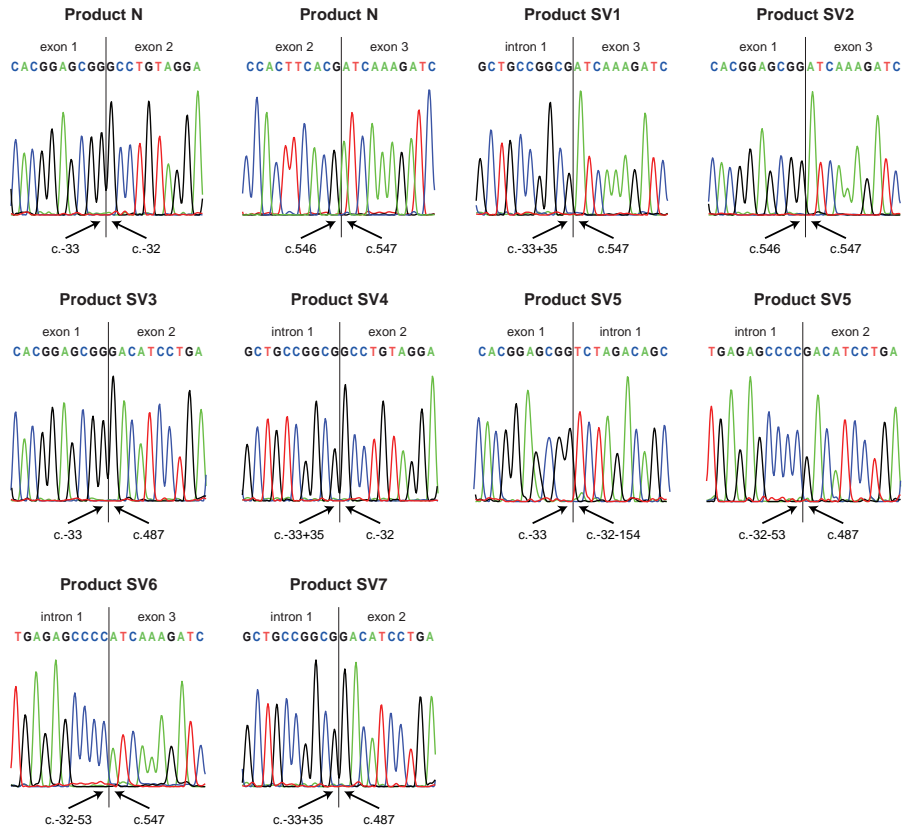 Product N
exon 1 exon 2
CACGGAGCGGGCCTGTAGGA
c.-33 c.-32
Product N
exon 2 exon 3
CCACTTCACGATCAAAGATC
c.546 c.547
Product SV1
intron 1 exon 3
GCTGCCGGCGATCAAAGATC
c.-33+35 c.547
Product SV2
exon 1 exon 3
CACGGAGCGGATCAAAGATC
c.546 c.547
Product SV3
exon 1 exon 2
CACGGAGCGGGACATCCTGA
c.-33 c.487
Product SV4
intron 1 exon 2
GCTGCCGGCGGCCTGTAGGA
c.-33+35 c.-32
Product SV5
exon 1 intron 1
CACGGAGCGGTCTAGACAGC
c.-33 c.-32-154
Product SV5
intron 1 exon 2
TGAGAGCCCCGACATCCTGA
c.-32-53 c.487
Product SV6
intron 1 exon 3
TGAGAGCCCCATCAAAGATC
c.-32-53 c.547
Product SV7
intron 1 exon 2
GCTGCCGGCGGACATCCTGA
c.-33+35 c.487